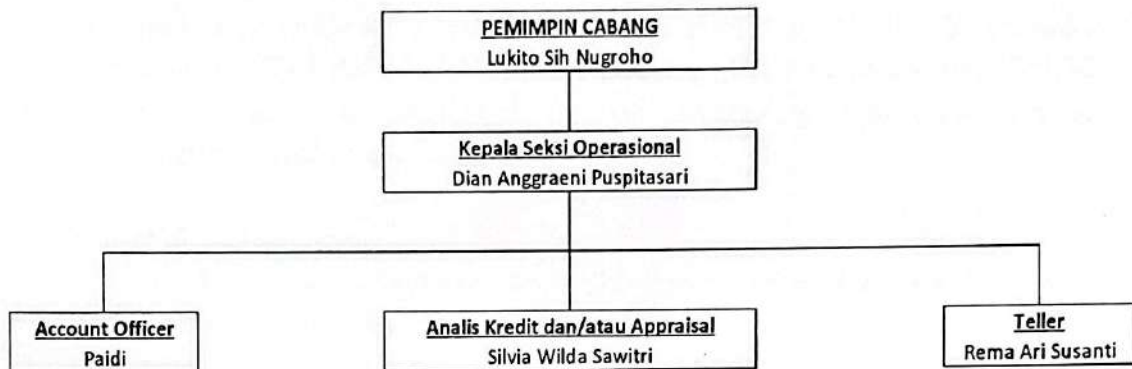 PEMIMPIN CABANG
Lukito Sih Nugroho
Kepala Seksi Operasional
Dian Anggraeni Puspitasari
Account Officer
Paidi
Analis Kredit dan/atau Appraisal
Silvia Wilda Sawitri
Teller
Rema Ari Susanti